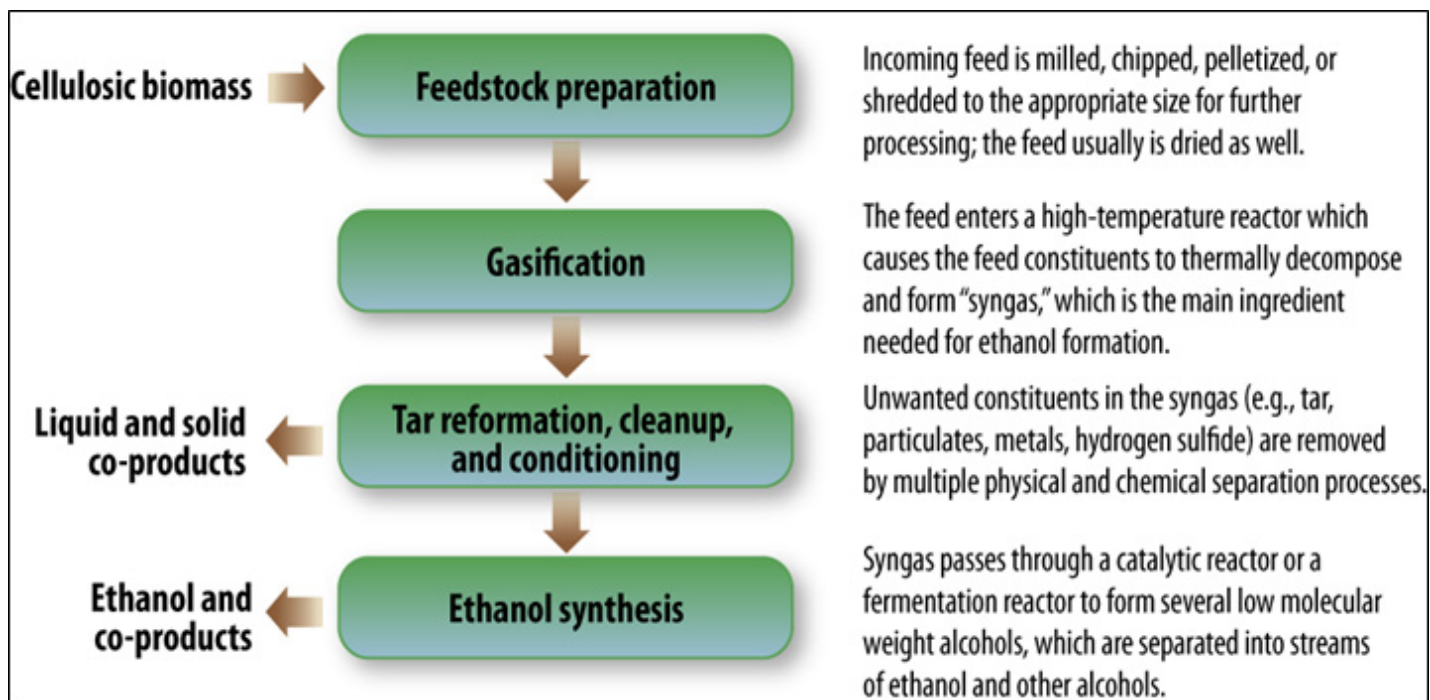 Cellulosic biomass
Feedstock preparation
Incoming feed is milled, chipped, pelletized, or
shredded to the appropriate size for further
processing; the feed usually is dried as well.
Gasification
The feed enters a high-temperature reactor which
causes the feed constituents to thermally decompose
and form “syngas,” which is the main ingredient
needed for ethanol formation.
Liquid and solid
co-products
Tar reformation, cleanup,
and conditioning
Unwanted constituents in the syngas (e.g., tar,
particulates, metals, hydrogen sulfide) are removed
by multiple physical and chemical separation processes.
Ethanol and
co-products
Ethanol synthesis
Syngas passes through a catalytic reactor or a
fermentation reactor to form several low molecular
weight alcohols, which are separated into streams
of ethanol and other alcohols.